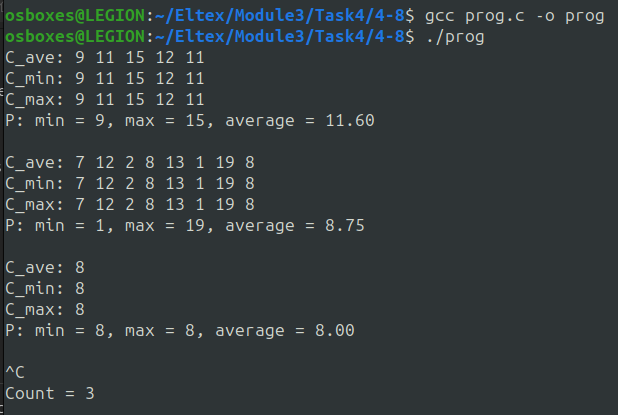 osboxes@LEGION:~/Eltex/Module3/Task4/4-8$ gcc prog.c -o prog
osboxes@LEGION:~/Eltex/Module3/Task4/4-8$ ./prog
C_ave: 9 11 15 12 11
C_min: 9 11 15 12 11
C_max: 9 11 15 12 11
P: min = 9, max = 15, average = 11.60
C_ave: 7 12 2 8 13 1 19 8
C_min: 7 12 2 8 13 1 19 8
C_max: 7 12 2 8 13 1 19 8
P: min = 1, max = 19, average = 8.75
C_ave: 8
C_min: 8
C_max: 8
P: min = 8, max = 8, average = 8.00
^C
Count = 3